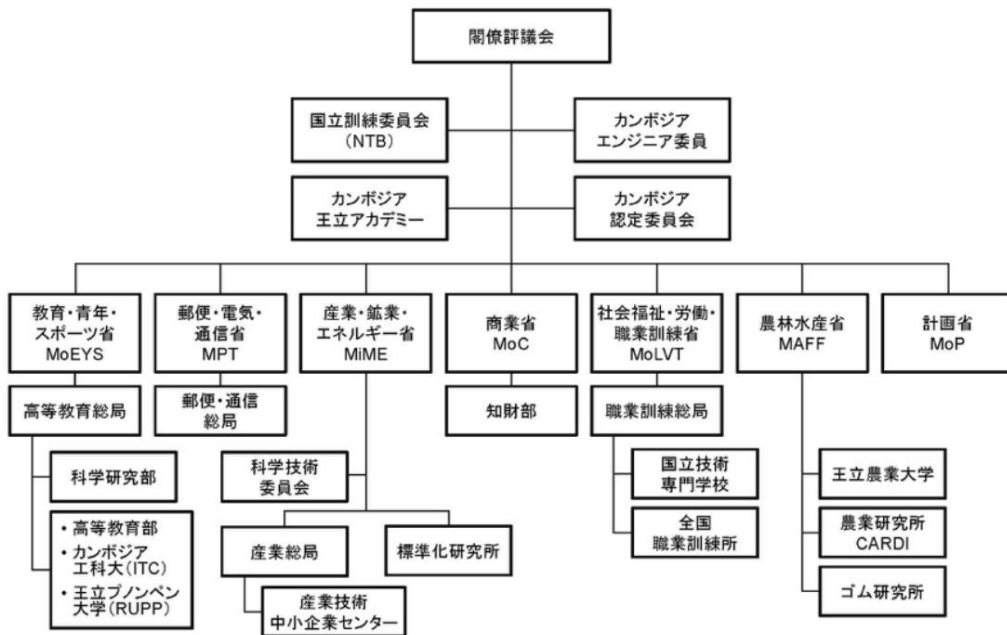 閣僚評議会
国立訓練委員会
(NTB)
カンボジア
エンジニア委員
カンボジア
王立アカデミー
カンボジア
認定委員会
教育・青年・
スポーツ省
MoEYS
郵便・電気・
通信省
MPT
産業・鉱業・
エネルギー省
MiME
商業省
MoC
社会福祉・労働・
職業訓練省
MoLVT
農林水産省
MAFF
計画省
MoP
高等教育総局
郵便・通信
総局
知財部
職業訓練総局
科学研究部
科学技術
委員会
国立技術
専門学校
王立農業大学
・高等教育部
・カンボジア
工科大(ITC)
・王立プノンペン
大学(RUPP)
産業総局
標準化研究所
全国
職業訓練所
農業研究所
CARDI
産業技術
中小企業センター
ゴム研究所